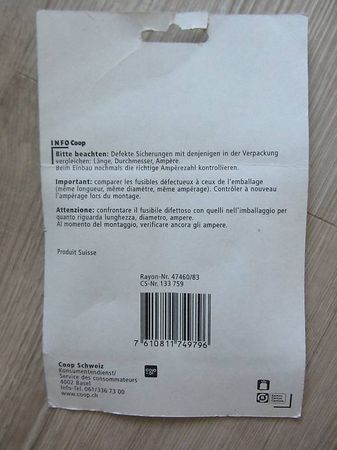 INFO Coop
Bitte beachten: Defekte Sicherungen mit denjenigen in der Verpackung
vergleichen: Länge, Durchmesser, Ampère.
Beim Einbau nochmals die richtige Ampèrezahl kontrollieren.
Important: comparer les fusibles défectueux à ceux de l'emballage
(même longueur, même diamètre, même ampérage). Contrôler à nouveau
l'ampérage lors du montage.
Attenzione: confrontare il fusibile difettoso con quelli nell'imballaggio per
quanto riguarda lunghezza, diametro, ampere.
Al momento del montaggio, verificare ancora gli ampere.
Produit Suisse
Rayon-Nr. 47460/83
CS-Nr. 133 759
7 610811 749796
Coop Schweiz
Konsumentendienst/
Service des consommateurs
4002 Basel
Info-Tel. 061/336 73 00
www.coop.ch
coop